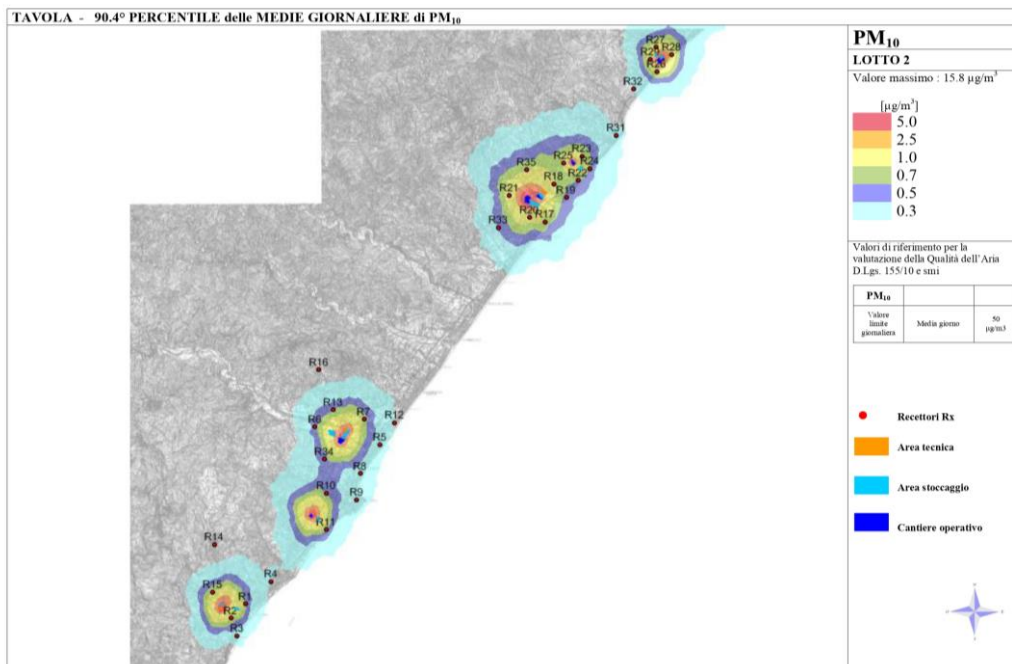 TAVOLA - 90.4° PERCENTILE delle MEDIE GIORNALIERE di PM₁₀
PM₁₀
LOTTO 2
Valore massimo : 15.8 µg/m³
[µg/m³]
5.0
2.5
1.0
0.7
0.5
0.3
Valori di riferimento per la
valutazione della Qualità dell'Aria
D.Lgs. 155/10 e smi
PM₁₀
Valore
limite
giornaliera
Media giorno
50
µg/m3
Recettori Rx
Area tecnica
Area stoccaggio
Cantiere operativo
R27
R28
R29
R32
R31
R23
R25
R24
R35
R22
R18
R21
R19
R20
R17
R33
R16
R13
R7
R12
R6
R5
R34
R8
R10
R9
R11
R14
R4
R15
R1
R2
R3